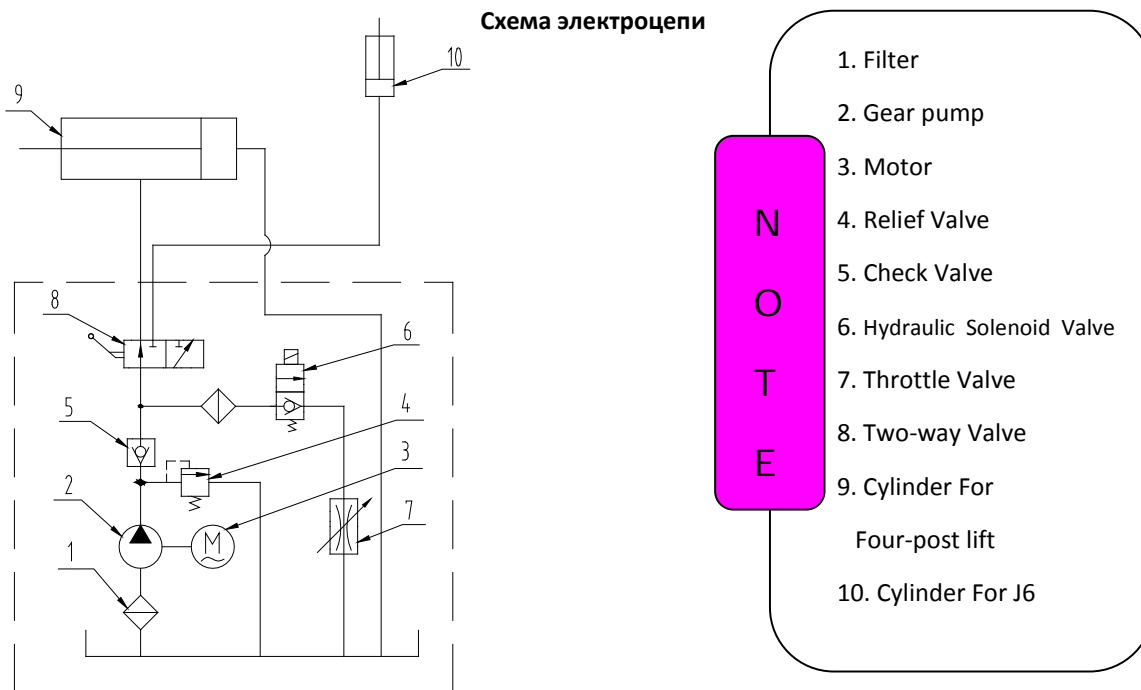 Схема электроцепи
10
9
8
6
5
4
3
2
M
7
1
N
O
T
E
1. Filter
2. Gear pump
3. Motor
4. Relief Valve
5. Check Valve
6. Hydraulic Solenoid Valve
7. Throttle Valve
8. Two-way Valve
9. Cylinder For
Four-post lift
10. Cylinder For J6